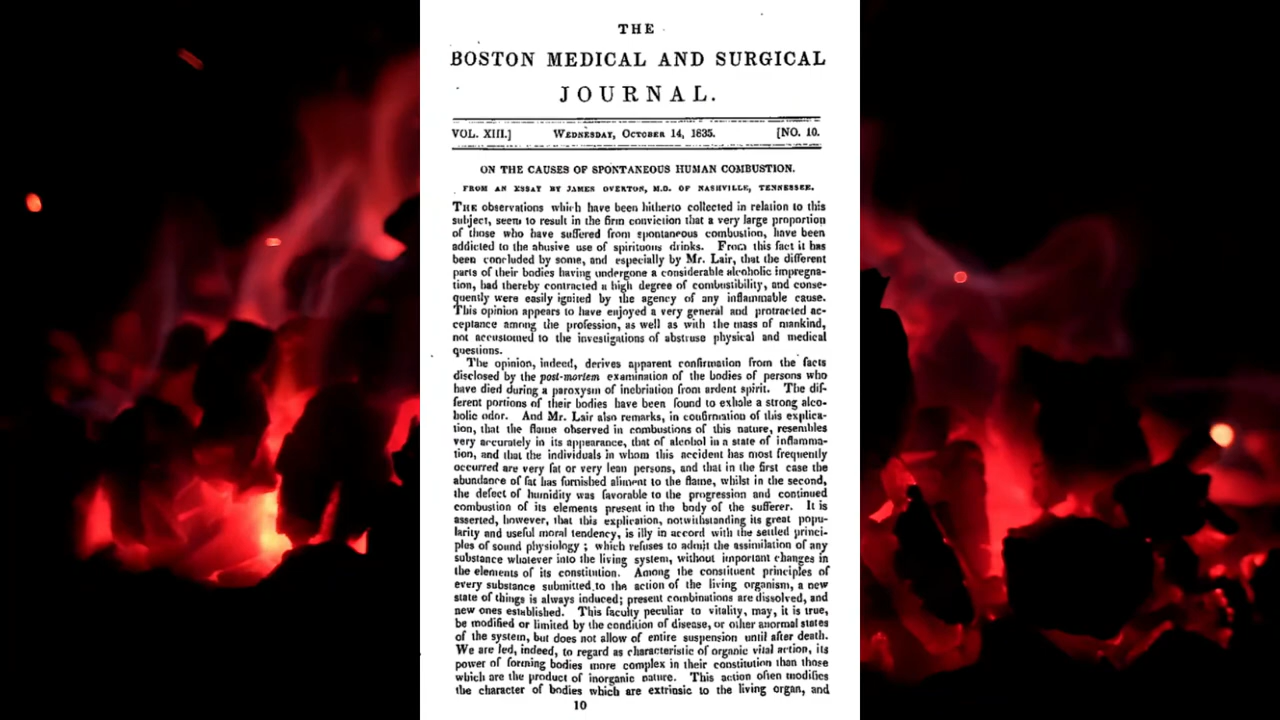 THE
BOSTON MEDICAL AND SURGICAL
JOURNAL.
VOL. XIII.] WEDNESDAY, OCTOBER 14, 1835. [NO. 10.
ON THE CAUSES OF SPONTANEOUS HUMAN COMBUSTION.
FROM AN ESSAY BY JAMES OVERTON, M.D. OF NASHVILLE, TENNESSEE.
THE observations which have been hitherto collected in relation to this
subject, seem to result in the firm conviction that a very large proportion
of those who have suffered from spontaneous combustion, have been
addicted to the abusive use of spirituous drinks. From this fact it has
been concluded by some, and especially by Mr. Lair, that the different
parts of their bodies having undergone a considerable alcoholic impregna-
tion, had thereby contracted a high degree of combustibility, and conse-
quently were easily ignited by the agency of any inflammable cause.
This opinion appears to have enjoyed a very general and protracted ac-
ceptance among the profession, as well as with the mass of mankind,
not accustomed to the investigations of abstruse physical and medical
questions.
The opinion, indeed, derives apparent confirmation from the facts
disclosed by the post-mortem examination of the bodies of persons who
have died during a paroxysm of inebriation from ardent spirit. The dif-
ferent portions of their bodies have been found to exhale a strong alco-
holic odor. And Mr. Lair also remarks, in confirmation of this explica-
tion, that the flame observed in combustions of this nature, resembles
very accurately in its appearance, that of alcohol in a state of inflamma-
tion, and that the individuals in whom this accident has most frequently
occurred are very fat or very lean persons, and that in the first case the
abundance of fat has furnished aliment to the flame, whilst in the second,
the defect of humidity was favorable to the progression and continued
combustion of its elements present in the body of the sufferer. It is
asserted, however, that this explication, notwithstanding its great popu-
larity and useful moral tendency, is illy in accord with the settled princi-
ples of sound physiology ; which refuses to admit the assimilation of any
substance whatever into the living system, without important changes in
the elements of its constitution. Among the constituent principles of
every substance submitted to the action of the living organism, a new
state of things is always induced; present combinations are dissolved, and
new ones established. This faculty peculiar to vitality, may, it is true,
be modified or limited by the condition of disease, or other anormal states
of the system, but does not allow of entire suspension until after death.
We are led, indeed, to regard as characteristic of organic vital action, its
power of forming bodies more complex in their constitution than those
which are the product of inorganic nature. This action often modifies
the character of bodies which are extrinsic to the living organ, and
10